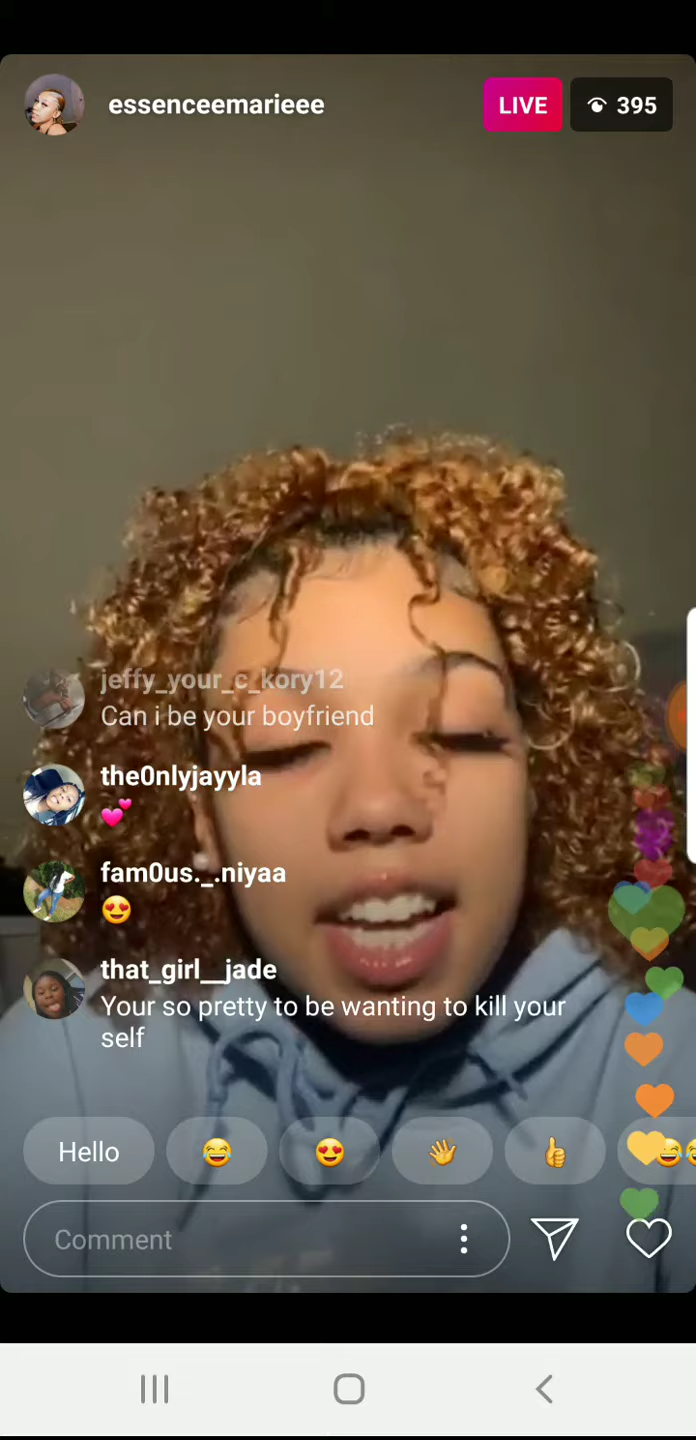 essenceemarieee
LIVE
395
jeffy_your_c_kory12
Can i be your boyfriend
the0nlyjayyla
💕
fam0us._.niyaa
😍
that_girl__jade
Your so pretty to be wanting to kill your
self
Hello
😂
😍
👋
👍
😂
Comment